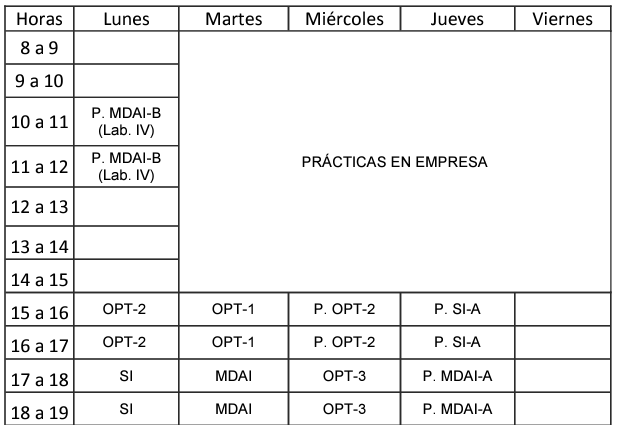 Horas Lunes Martes Miércoles Jueves Viernes
8 a 9
9 a 10
10 a 11 P. MDAI-B
(Lab. IV)
11 a 12 P. MDAI-B
(Lab. IV)
PRÁCTICAS EN EMPRESA
12 a 13
13 a 14
14 a 15
15 a 16 OPT-2 OPT-1 P. OPT-2 P. SI-A
16 a 17 OPT-2 OPT-1 P. OPT-2 P. SI-A
17 a 18 SI MDAI OPT-3 P. MDAI-A
18 a 19 SI MDAI OPT-3 P. MDAI-A